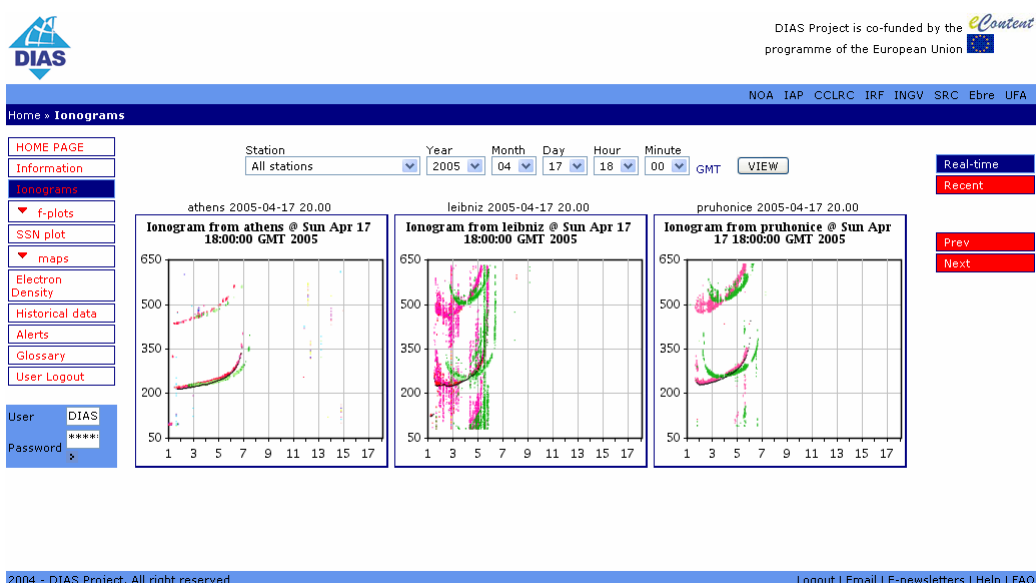 DIAS
DIAS Project is co-funded by the eContent
programme of the European Union
NOA IAP CCLRC IRF INGV SRC Ebre UFA
Home » Ionograms
HOME PAGE
Information
Ionograms
f-plots
SSN plot
maps
Electron
Density
Historical data
Alerts
Glossary
User Logout
User DIAS
Password ****
Station Year Month Day Hour Minute
All stations 2005 04 17 18 00 GMT VIEW
Real-time
Recent
Prev
Next
athens 2005-04-17 20.00
Ionogram from athens @ Sun Apr 17
18:00:00 GMT 2005
650
500
350
200
50
1 3 5 7 9 11 13 15 17
leibniz 2005-04-17 20.00
Ionogram from leibniz @ Sun Apr 17
18:00:00 GMT 2005
650
500
350
200
50
1 3 5 7 9 11 13 15 17
pruhonice 2005-04-17 20.00
Ionogram from pruhonice @ Sun Apr
17 18:00:00 GMT 2005
650
500
350
200
50
1 3 5 7 9 11 13 15 17
2004 - DIAS Project. All right reserved
Logout | Email | E-newsletters | Help | FAQ